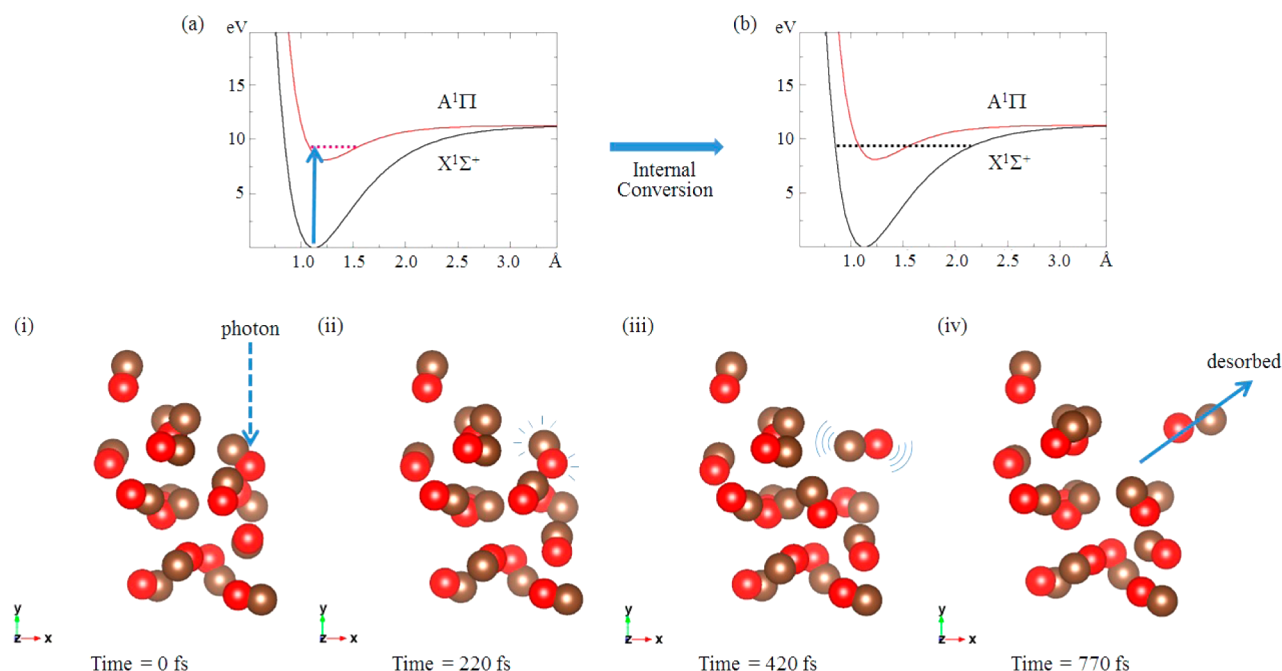 (a)
eV
15
10
5
A¹Π
X¹Σ⁺
1.0 1.5 2.0 2.5 3.0 Å
Internal
Conversion
(b)
eV
15
10
5
A¹Π
X¹Σ⁺
1.0 1.5 2.0 2.5 3.0 Å
(i)
photon
(ii)
(iii)
(iv)
desorbed
y
z x
y
z x
y
z x
y
z x
Time = 0 fs
Time = 220 fs
Time = 420 fs
Time = 770 fs